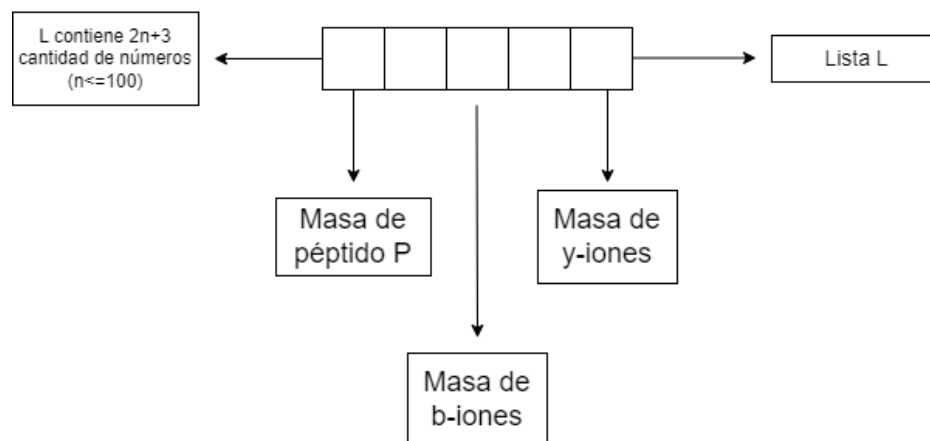 L contiene 2n+3
cantidad de números
(n<=100)
Lista L
Masa de
péptido P
Masa de
y-iones
Masa de
b-iones